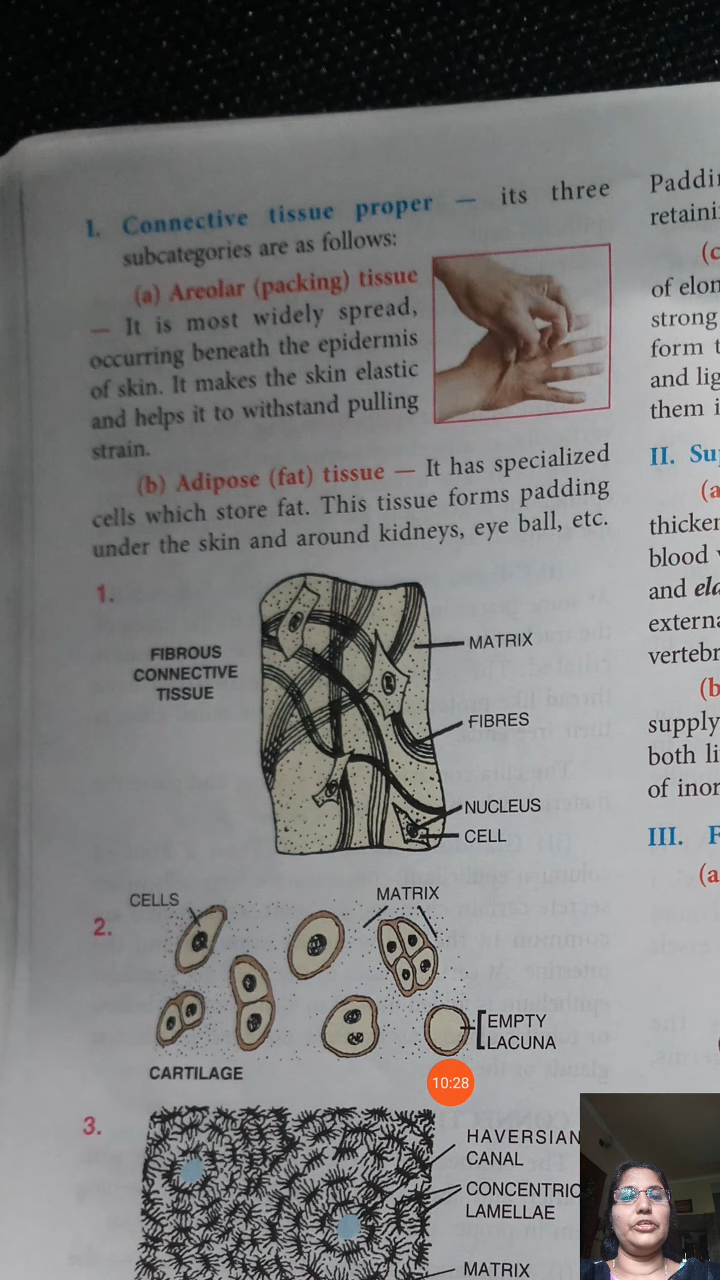 I. Connective tissue proper — its three
subcategories are as follows:
(a) Areolar (packing) tissue
— It is most widely spread,
occurring beneath the epidermis
of skin. It makes the skin elastic
and helps it to withstand pulling
strain.
(b) Adipose (fat) tissue — It has specialized
cells which store fat. This tissue forms padding
under the skin and around kidneys, eye ball, etc.
1.
FIBROUS
CONNECTIVE
TISSUE
MATRIX
FIBRES
NUCLEUS
CELL
2.
CELLS
MATRIX
EMPTY
LACUNA
CARTILAGE
10:28
3.
HAVERSIAN
CANAL
CONCENTRIC
LAMELLAE
MATRIX
(c
of elon
strong
form t
and lig
them i
II. Su
(a
thicken
blood v
and ela
externa
vertebr
(b
supply
both li
of inor
III. F
(a